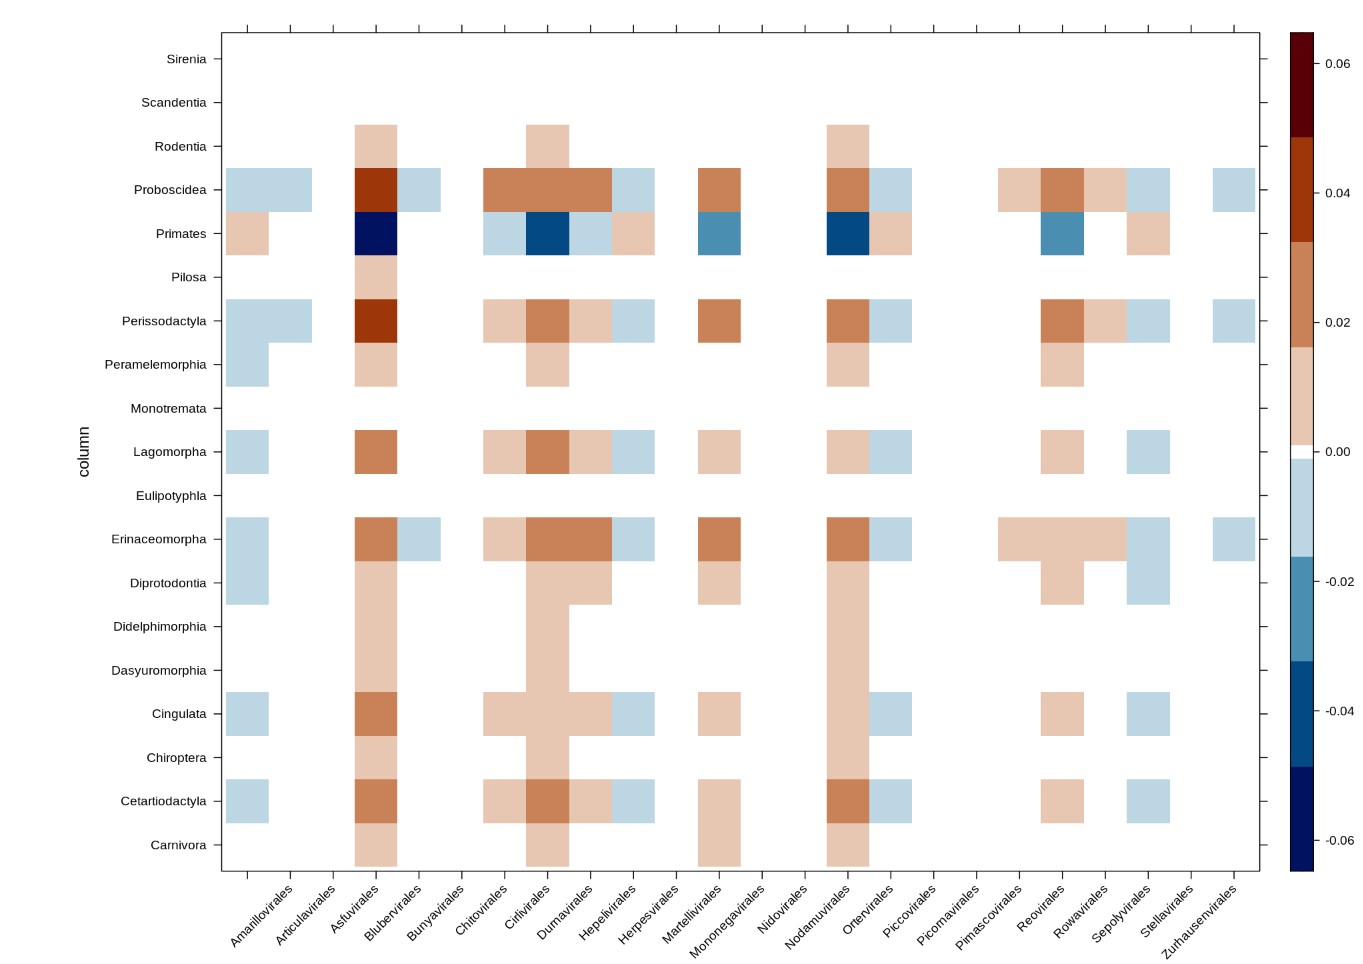 Sirenia
Scandentia
Rodentia
Proboscidea
Primates
Pilosa
Perissodactyla
Peramelemorphia
Monotremata
Lagomorpha
Eulipotyphla
Erinaceomorpha
Diprotodontia
Didelphimorphia
Dasyuromorphia
Cingulata
Chiroptera
Cetartiodactyla
Carnivora
column
Amarillovirales
Articulavirales
Asfuvirales
Blubervirales
Bunyavirales
Chitovirales
Cirlivirales
Durnavirales
Hepelivirales
Herpesvirales
Martellivirales
Mononegavirales
Nidovirales
Nodamuvirales
Ortervirales
Piccovirales
Picornavirales
Pimascovirales
Reovirales
Rowavirales
Sepolyvirales
Stellavirales
Zurhausenvirales
0.06
0.04
0.02
0.00
-0.02
-0.04
-0.06